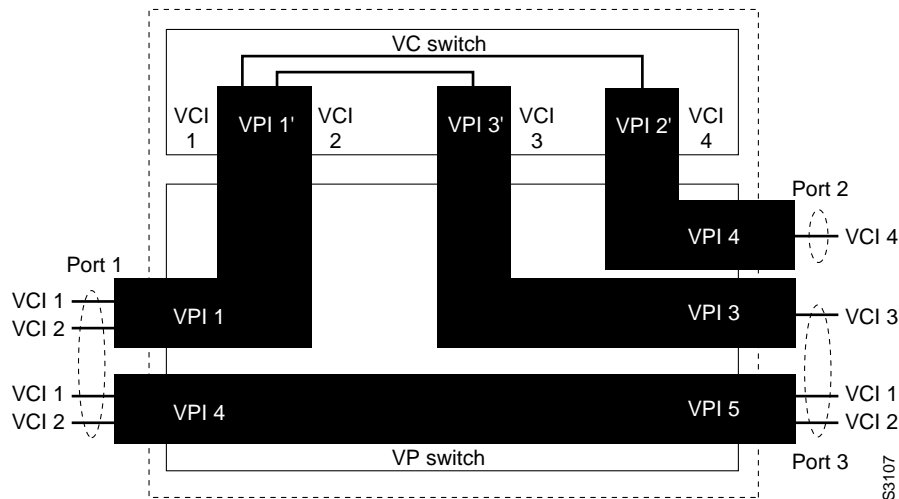 VC switch
VCI
1
VPI 1'
VCI
2
VPI 3'
VCI
3
VPI 2'
VCI
4
Port 2
VPI 4
VCI 4
Port 1
VCI 1
VCI 2
VPI 1
VPI 3
VCI 3
VCI 1
VCI 2
VPI 4
VPI 5
VCI 1
VCI 2
VP switch
Port 3
S3107